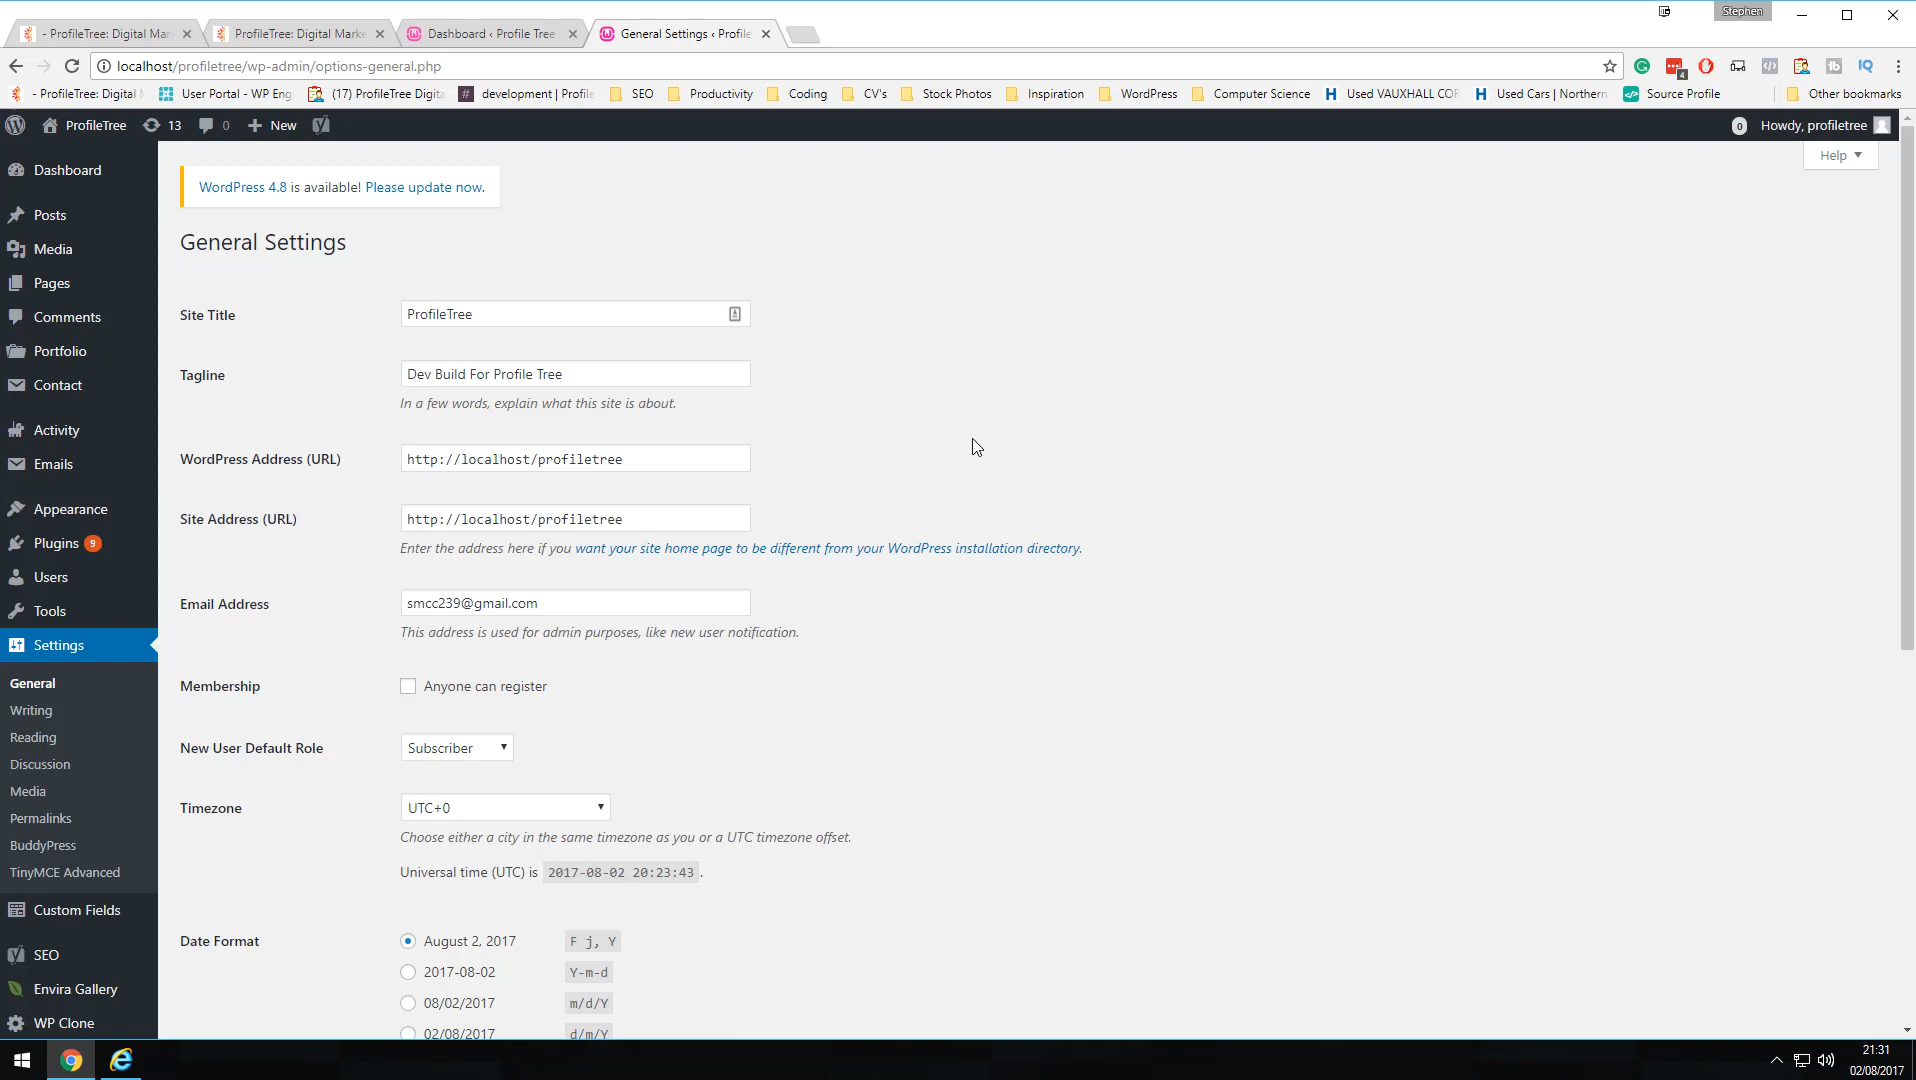 Stephen
- ProfileTree: Digital Mar
ProfileTree: Digital Marke
Dashboard ‹ Profile Tree
General Settings ‹ Profile
localhost/profiletree/wp-admin/options-general.php
4
- ProfileTree: Digital
User Portal - WP Eng
(17) ProfileTree Digita
development | Profile
SEO
Productivity
Coding
CV's
Stock Photos
Inspiration
WordPress
Computer Science
Used VAUXHALL COR
Used Cars | Northern
Source Profile
Other bookmarks
ProfileTree
13
0
New
0
Howdy, profiletree
Help
Dashboard
Posts
Media
Pages
Comments
Portfolio
Contact
Activity
Emails
Appearance
Plugins 9
Users
Tools
Settings
General
Writing
Reading
Discussion
Media
Permalinks
BuddyPress
TinyMCE Advanced
Custom Fields
SEO
Envira Gallery
WP Clone
WordPress 4.8 is available! Please update now.
General Settings
Site Title
ProfileTree
Tagline
Dev Build For Profile Tree
In a few words, explain what this site is about.
WordPress Address (URL)
http://localhost/profiletree
Site Address (URL)
http://localhost/profiletree
Enter the address here if you want your site home page to be different from your WordPress installation directory.
Email Address
smcc239@gmail.com
This address is used for admin purposes, like new user notification.
Membership
Anyone can register
New User Default Role
Subscriber
Timezone
UTC+0
Choose either a city in the same timezone as you or a UTC timezone offset.
Universal time (UTC) is 2017-08-02 20:23:43 .
Date Format
August 2, 2017 F j, Y
2017-08-02 Y-m-d
08/02/2017 m/d/Y
02/08/2017 d/m/Y
21:31
02/08/2017